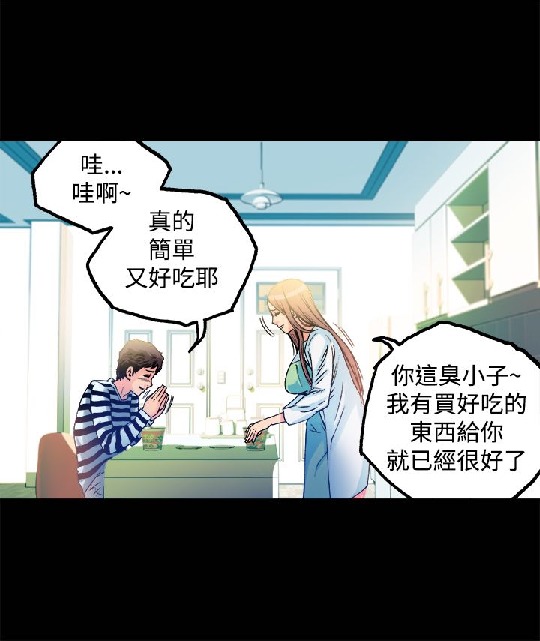 哇...
哇啊~
真的
簡單
又好吃耶
你這臭小子~
我有買好吃的
東西給你
就已經很好了